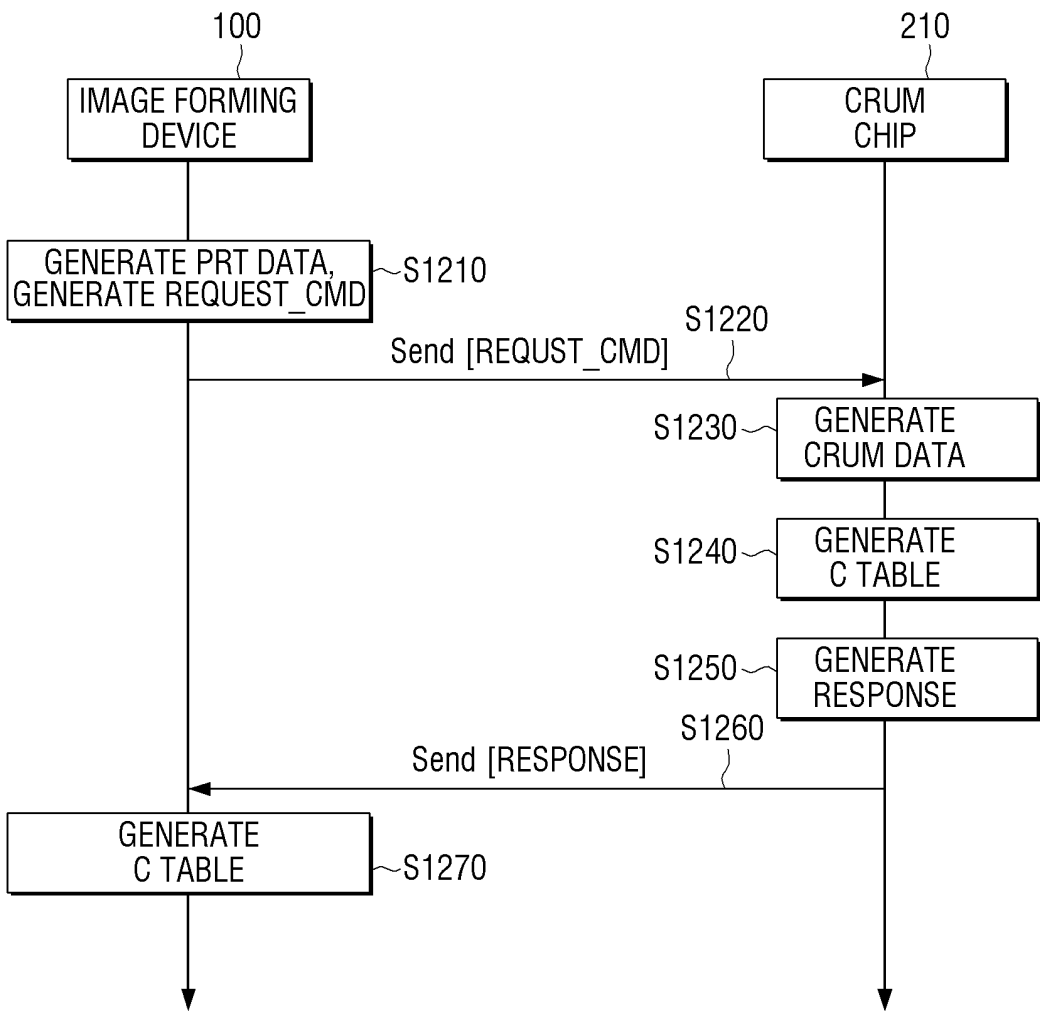 100
210
IMAGE FORMING
DEVICE
CRUM
CHIP
GENERATE PRT DATA,
GENERATE REQUEST_CMD
S1210
S1220
Send [REQUST_CMD]
S1230
GENERATE
CRUM DATA
S1240
GENERATE
C TABLE
S1250
GENERATE
RESPONSE
S1260
Send [RESPONSE]
GENERATE
C TABLE
S1270